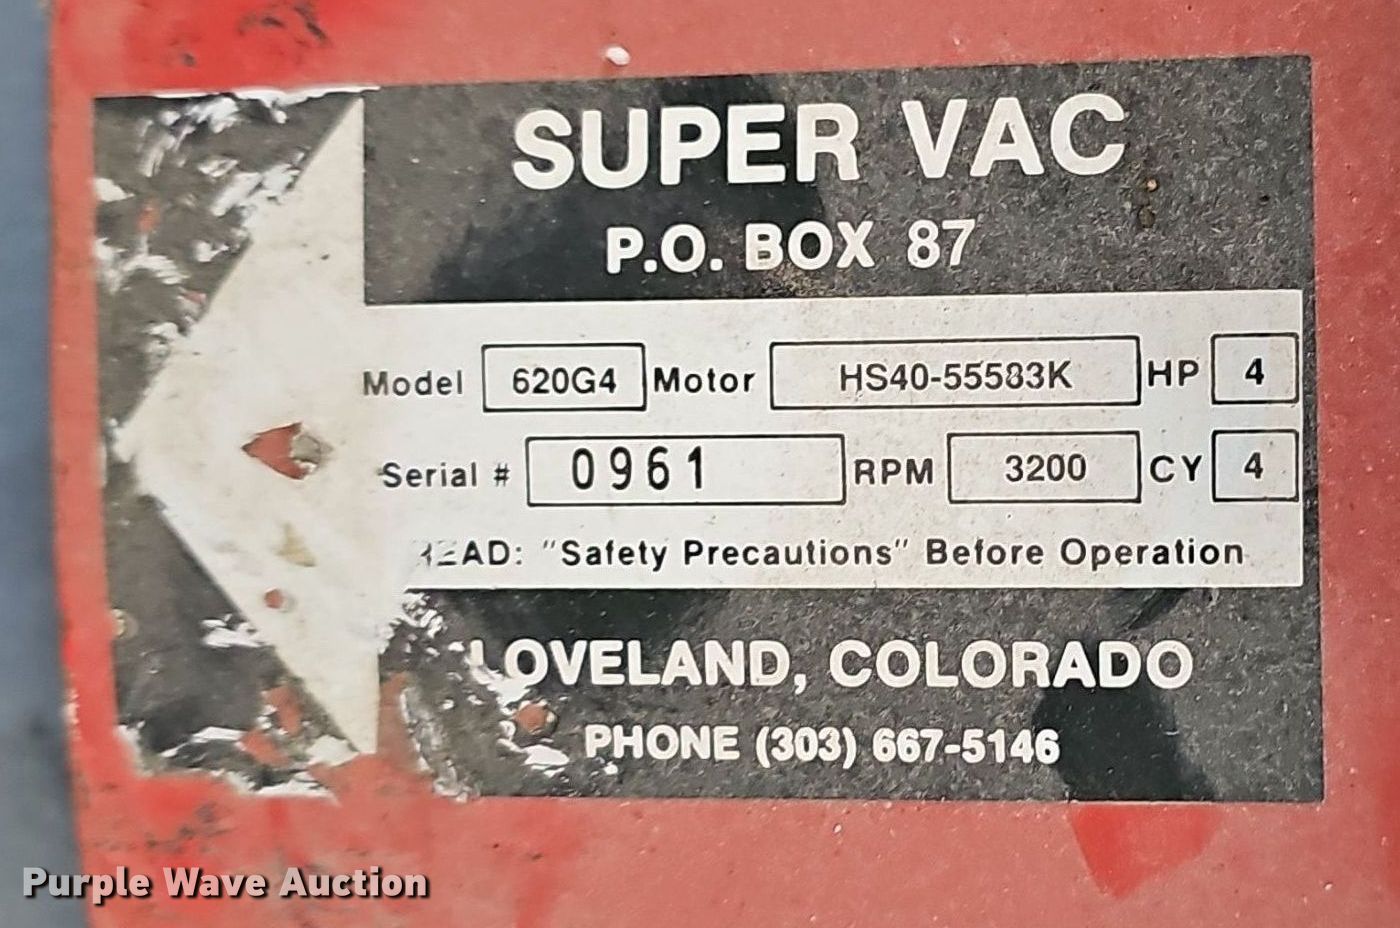 SUPER VAC
P.O. BOX 87
Model 620G4 Motor HS40-55583K HP 4
Serial # 0961 RPM 3200 CY 4
READ: "Safety Precautions" Before Operation
LOVELAND, COLORADO
PHONE (303) 667-5146
Purple Wave Auction